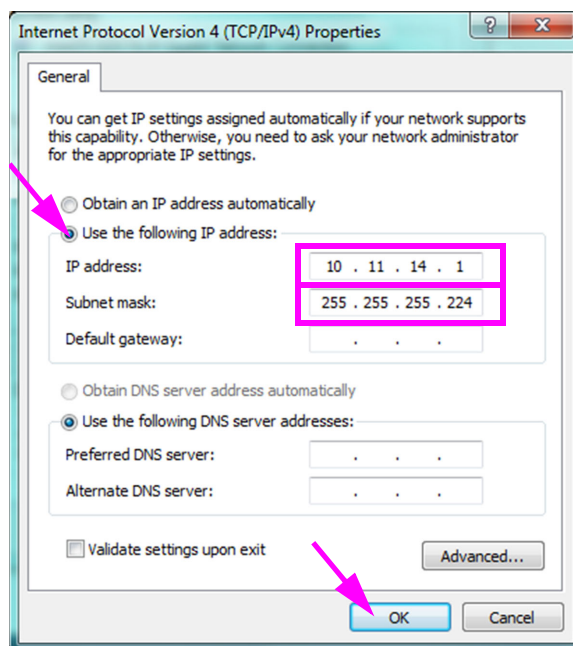 Internet Protocol Version 4 (TCP/IPv4) Properties
?
X
General
You can get IP settings assigned automatically if your network supports
this capability. Otherwise, you need to ask your network administrator
for the appropriate IP settings.
Obtain an IP address automatically
Use the following IP address:
IP address: 10 . 11 . 14 . 1
Subnet mask: 255 . 255 . 255 . 224
Default gateway: . . .
Obtain DNS server address automatically
Use the following DNS server addresses:
Preferred DNS server: . . .
Alternate DNS server: . . .
Validate settings upon exit
Advanced...
OK Cancel